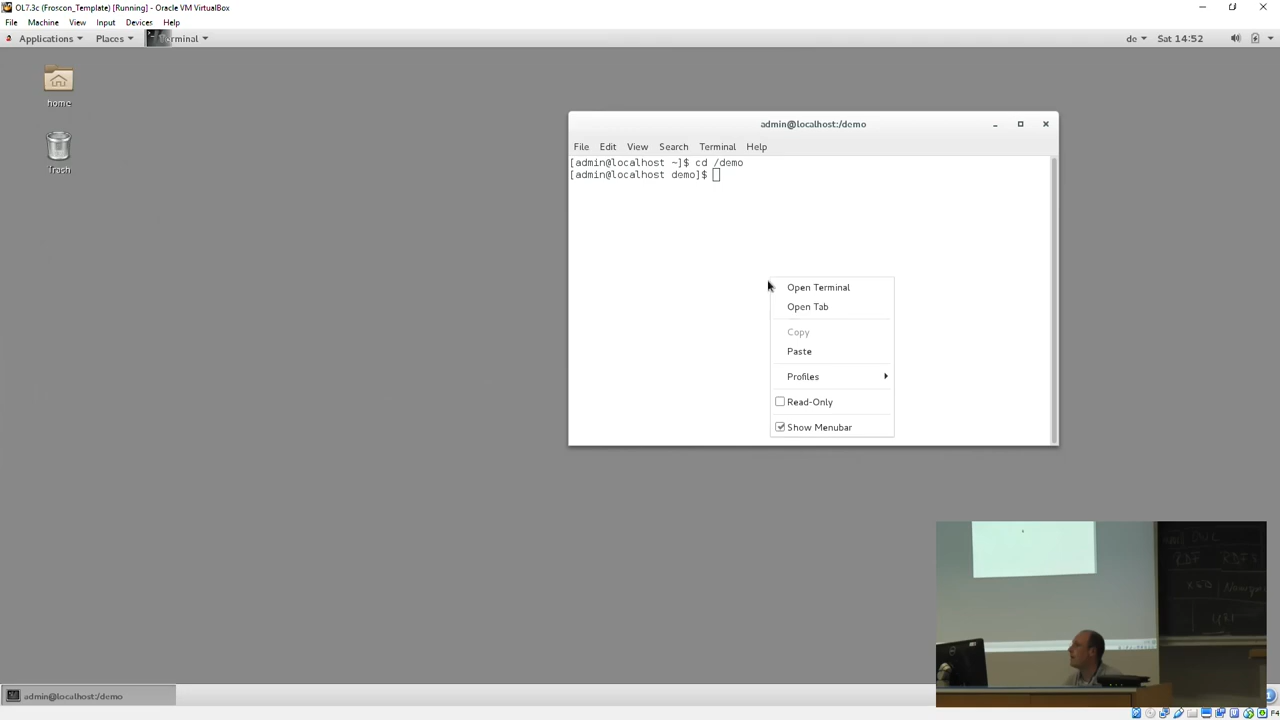 OL7.3c (Froscon_Template) [Running] - Oracle VM VirtualBox
File Machine View Input Devices Help
Applications Places Terminal de Sat 14:52
home
Trash
admin@localhost:/demo
File Edit View Search Terminal Help
[admin@localhost ~]$ cd /demo
[admin@localhost demo]$
Open Terminal
Open Tab
Copy
Paste
Profiles
Read-Only
Show Menubar
admin@localhost:/demo
F4